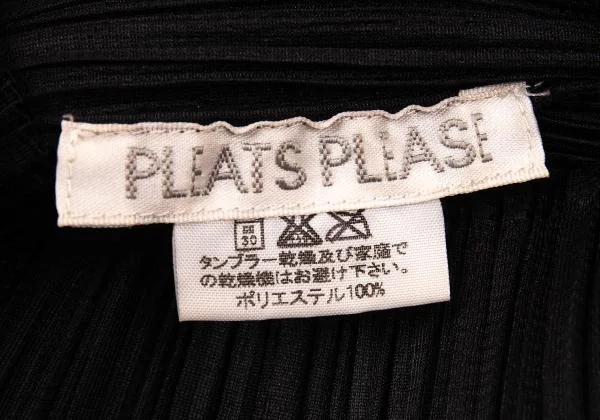 PLEATS PLEASE
30
タンブラー乾燥及び家庭で
の乾燥機はお避け下さい。
ポリエステル100%